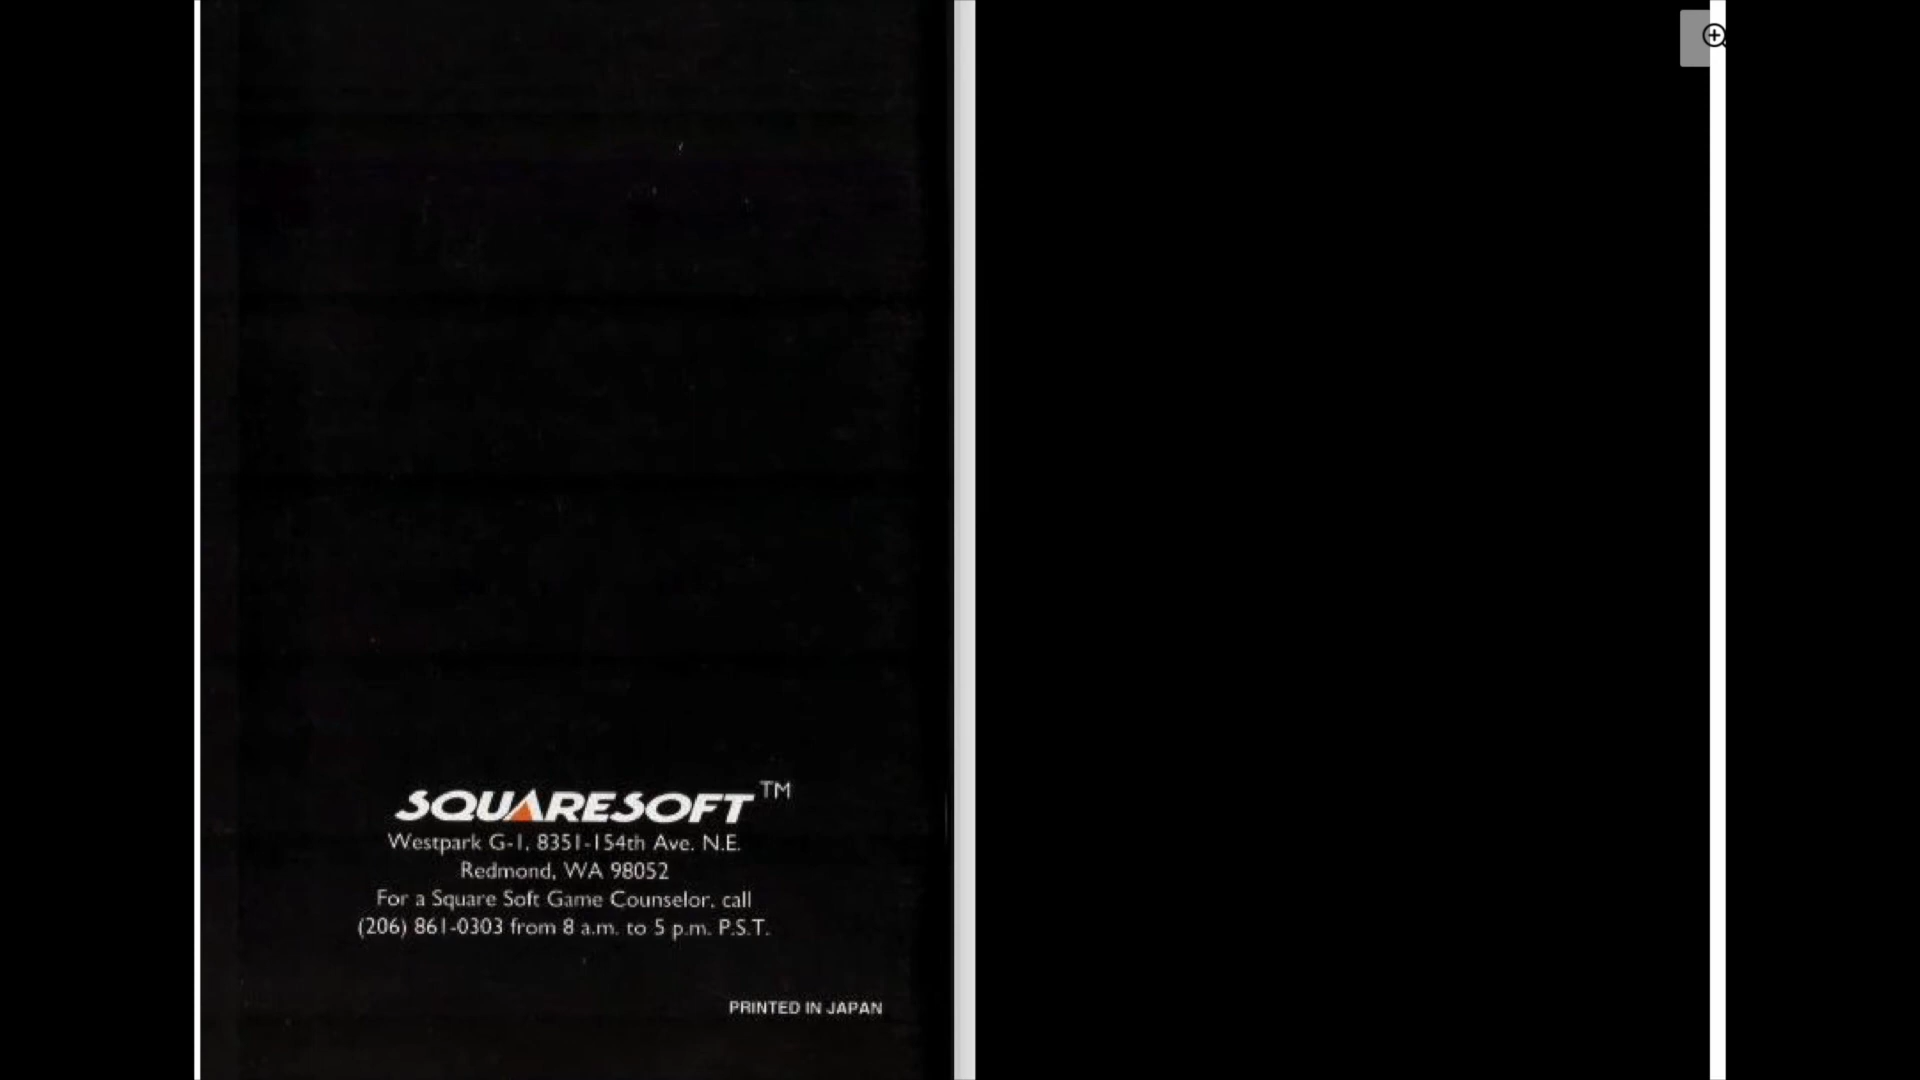 SQUARESOFT™
Westpark G-1, 8351-154th Ave. N.E.
Redmond, WA 98052
For a Square Soft Game Counselor, call
(206) 861-0303 from 8 a.m. to 5 p.m. P.S.T.
PRINTED IN JAPAN